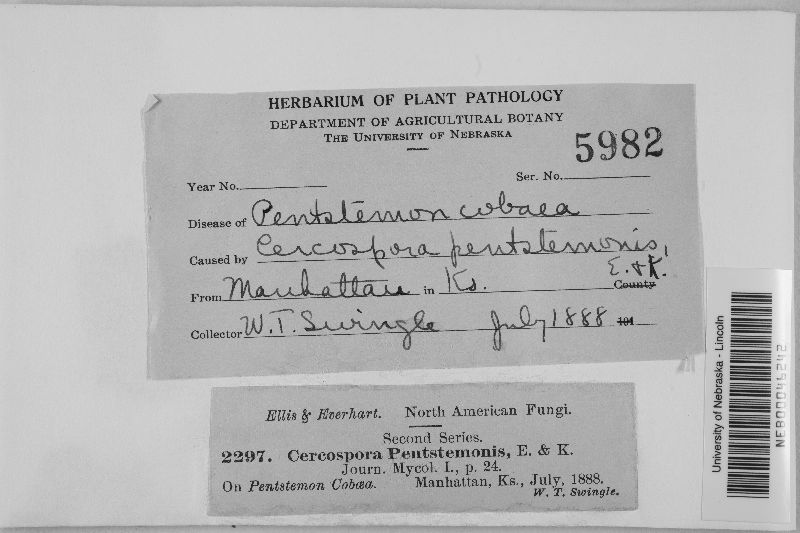 HERBARIUM OF PLANT PATHOLOGY
DEPARTMENT OF AGRICULTURAL BOTANY
THE UNIVERSITY OF NEBRASKA
5982
Year No. Ser. No.
Disease of Pentstemon cobaea
Caused by Cercospora pentstemonis,
E. & K.
From Manhattan in Ks. County
Collector W. T. Swingle July 1888 191
Ellis & Everhart. North American Fungi.
Second Series.
2297. Cercospora Pentstemonis, E. & K.
Journ. Mycol. I., p. 24.
On Pentstemon Cobæa. Manhattan, Ks., July, 1888.
W. T. Swingle.
University of Nebraska - Lincoln
NEB00046242